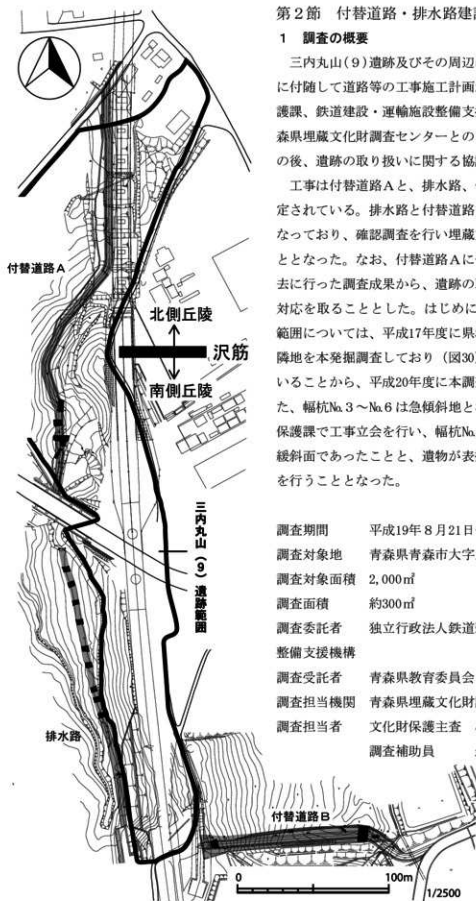 第2節 付替道路・排水路建設
1 調査の概要
三内丸山(9)遺跡及びその周辺
に付随して道路等の工事施工計画
護課、鉄道建設・運輸施設整備支
森県埋蔵文化財調査センターとの
の後、遺跡の取り扱いに関する協
工事は付替道路Aと、排水路、
定されている。排水路と付替道路
なっており、確認調査を行い埋蔵
ととなった。なお、付替道路Aに
去に行った調査成果から、遺跡の
対応を取ることとした。はじめに
範囲については、平成17年度に県
隣地を本発掘調査しており(図30)
いることから、平成20年度に本調
た、幅杭№3～№6は急傾斜地と
保護課で工事立会を行い、幅杭№
緩斜面であったことと、遺物が表
を行うこととなった。
調査期間 平成19年8月21日
調査対象地 青森県青森市大字
調査対象面積 2,000㎡
調査面積 約300㎡
調査委託者 独立行政法人鉄道
整備支援機構
調査受託者 青森県教育委員会
調査担当機関 青森県埋蔵文化財
調査担当者 文化財保護主査
調査補助員
付替道路A
北側丘陵
沢筋
南側丘陵
三内丸山(9)遺跡範囲
排水路
付替道路B
0 100m
1/2500